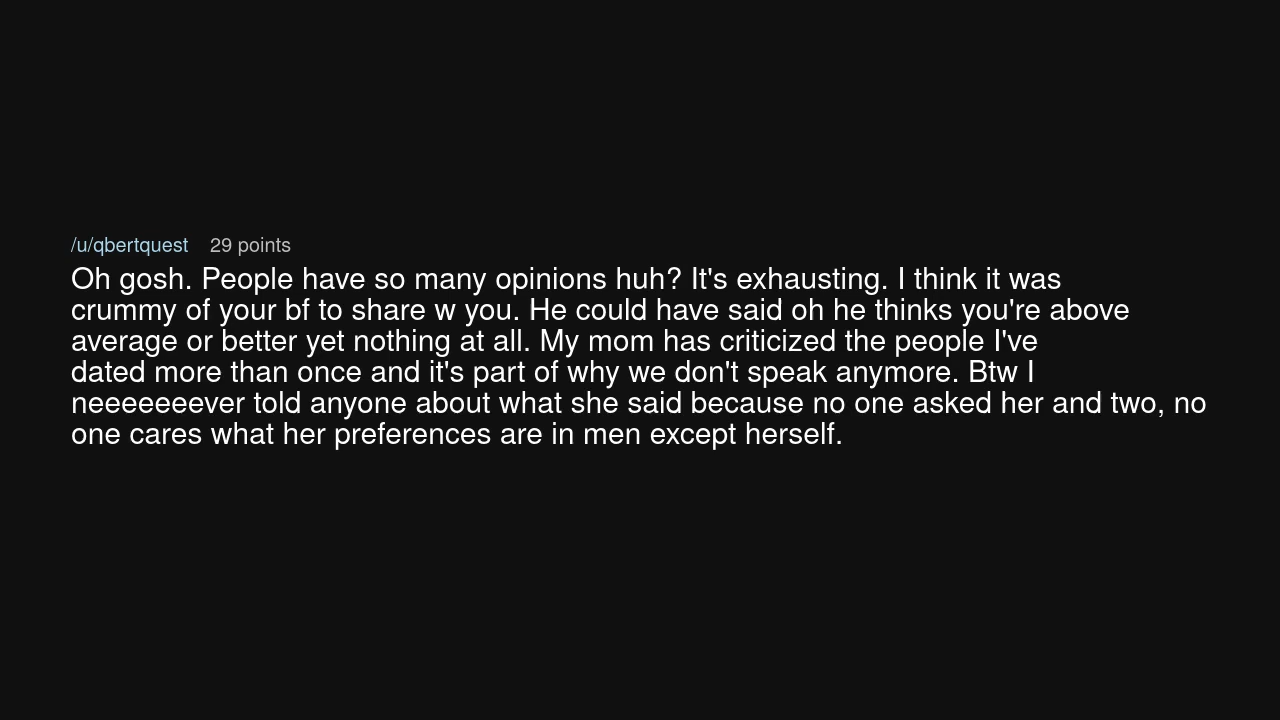 /u/qbertquest 29 points
Oh gosh. People have so many opinions huh? It's exhausting. I think it was
crummy of your bf to share w you. He could have said oh he thinks you're above
average or better yet nothing at all. My mom has criticized the people I've
dated more than once and it's part of why we don't speak anymore. Btw I
neeeeeeever told anyone about what she said because no one asked her and two, no
one cares what her preferences are in men except herself.